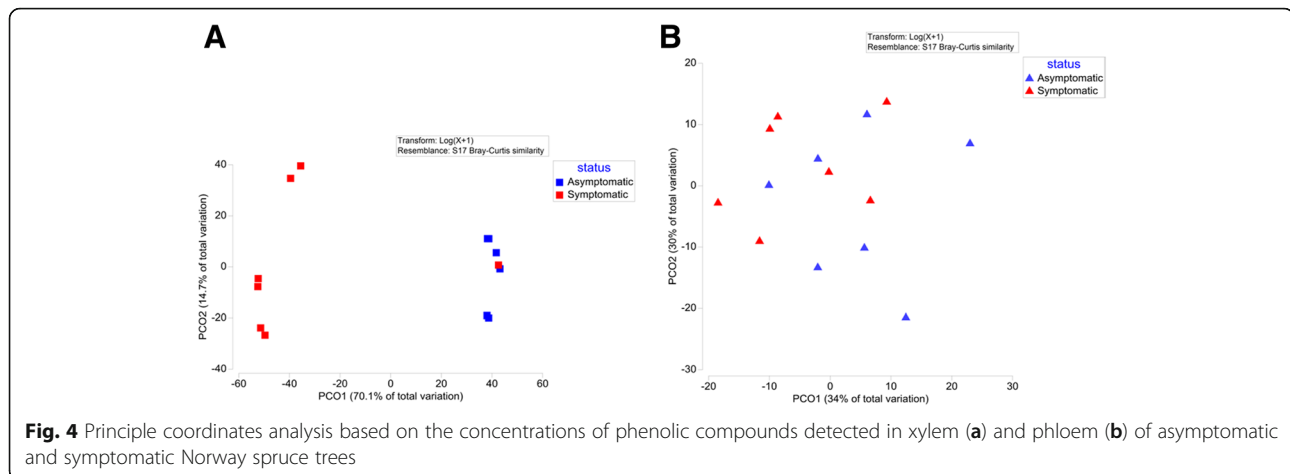 A
Transform: Log(X+1)
Resemblance: S17 Bray-Curtis similarity
status
Asymptomatic
Symptomatic
40
20
0
-20
-40
PCO2 (14.7% of total variation)
-60
-40
-20
0
20
40
60
PCO1 (70.1% of total variation)
B
Transform: Log(X+1)
Resemblance: S17 Bray-Curtis similarity
status
Asymptomatic
Symptomatic
20
10
0
-10
-20
-30
PCO2 (30% of total variation)
-20
-10
0
10
20
30
PCO1 (34% of total variation)
Fig. 4 Principle coordinates analysis based on the concentrations of phenolic compounds detected in xylem (a) and phloem (b) of asymptomatic
and symptomatic Norway spruce trees